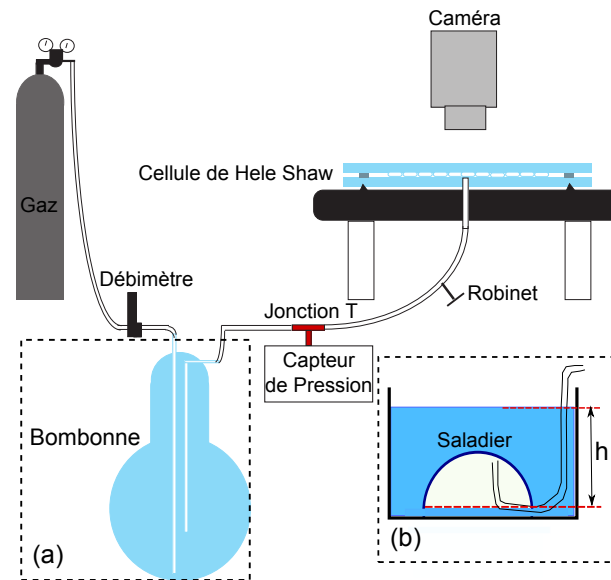 Caméra
Cellule de Hele Shaw
Gaz
Débimètre
Robinet
Jonction T
Capteur
de Pression
Bombonne
Saladier
h
(a)
(b)